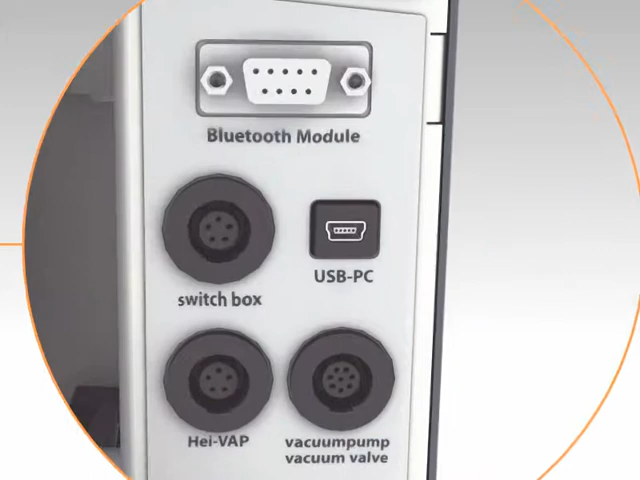 Bluetooth Module
USB-PC
switch box
Hei-VAP
vacuumpump
vacuum valve